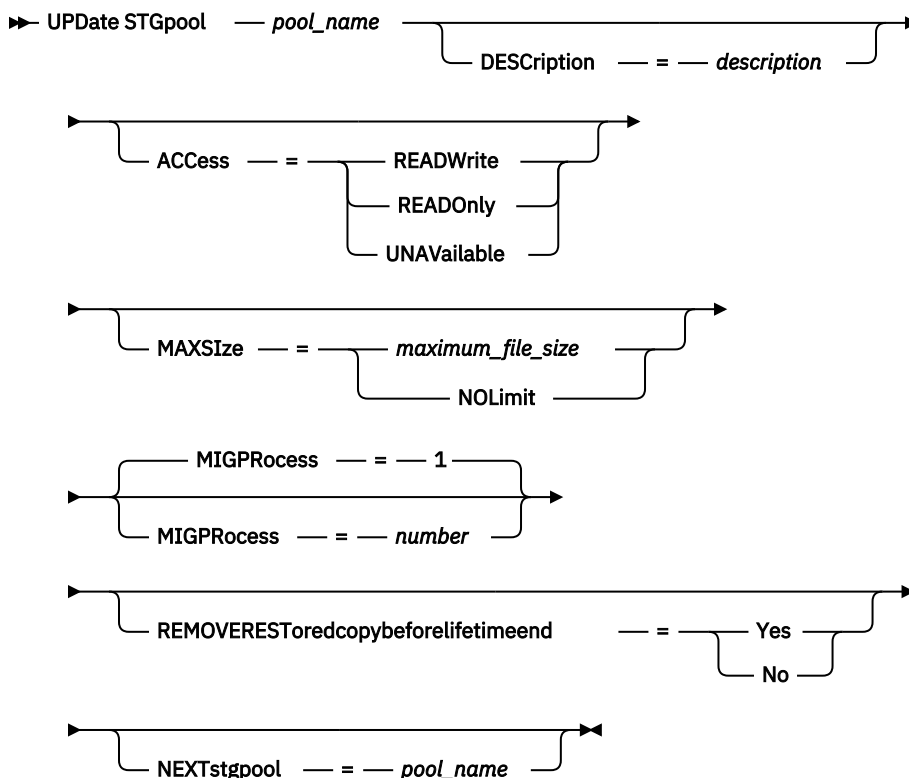 UPDate STGpool pool_name
DESCription = description
ACCess = READWrite
READOnly
UNAVailable
MAXSIze = maximum_file_size
NOLimit
MIGPRocess = 1
MIGPRocess = number
REMOVERESToredcopybeforelifetimeend = Yes
No
NEXTstgpool = pool_name